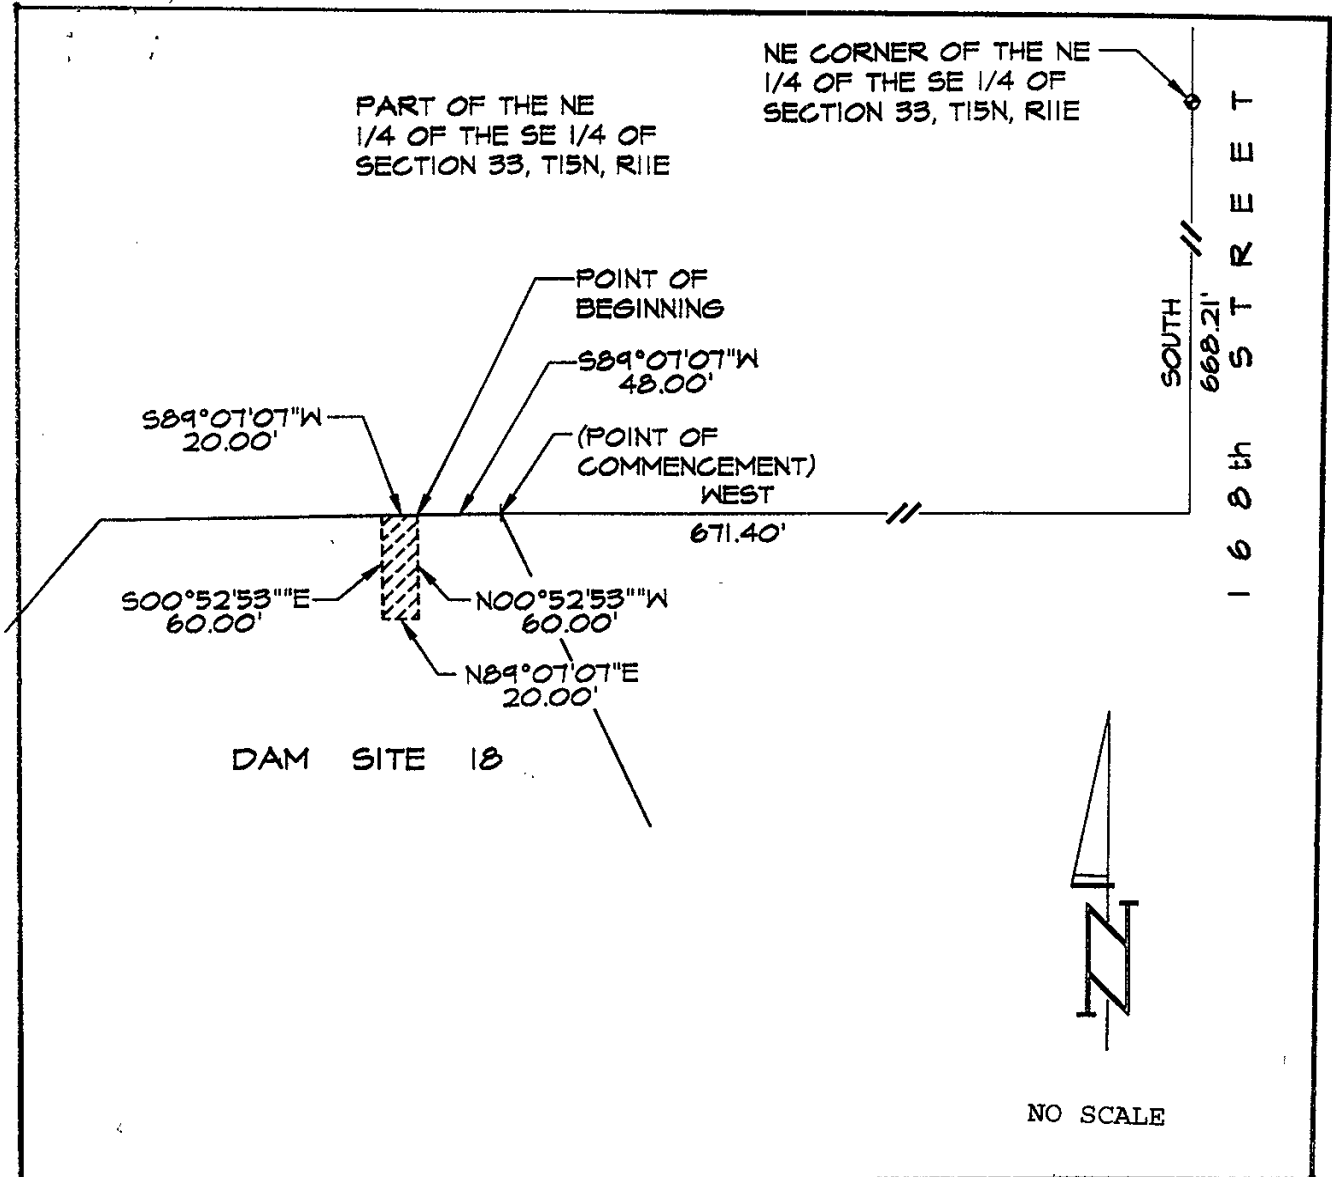 NE CORNER OF THE NE
1/4 OF THE SE 1/4 OF
SECTION 33, T15N, R11E
PART OF THE NE
1/4 OF THE SE 1/4 OF
SECTION 33, T15N, R11E
168th STREET
SOUTH
668.21'
POINT OF
BEGINNING
S89°07'07"W
48.00'
S89°07'07"W
20.00'
(POINT OF
COMMENCEMENT)
WEST
671.40'
S00°52'53""E
60.00'
N00°52'53""W
60.00'
N89°07'07"E
20.00'
DAM SITE 18
N
NO SCALE